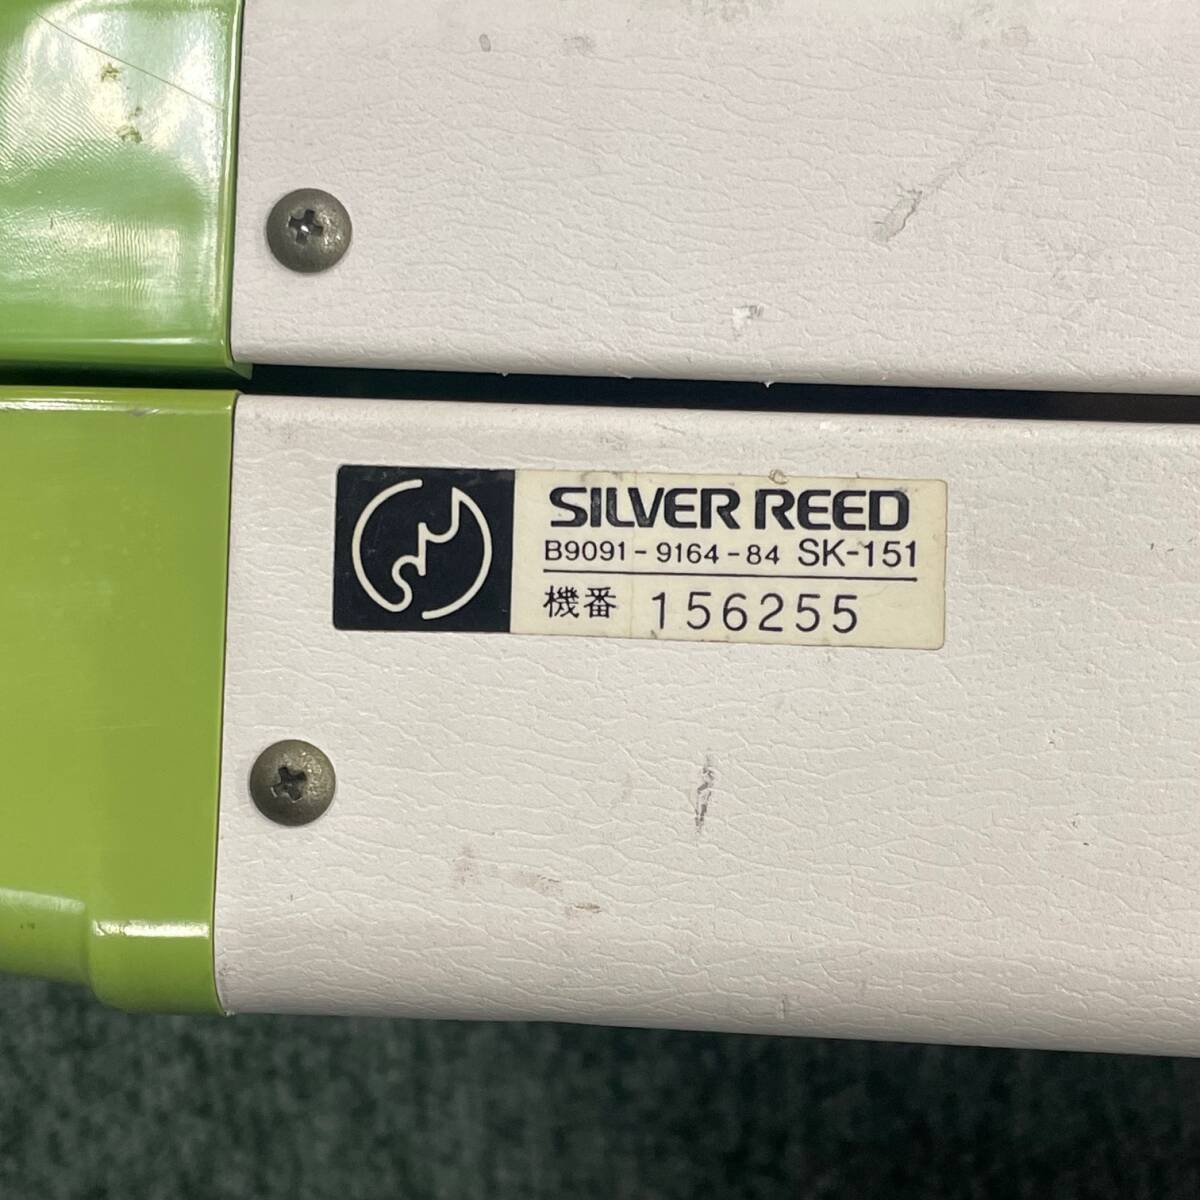 SILVER REED
B9091-9164-84 SK-151
機番 156255